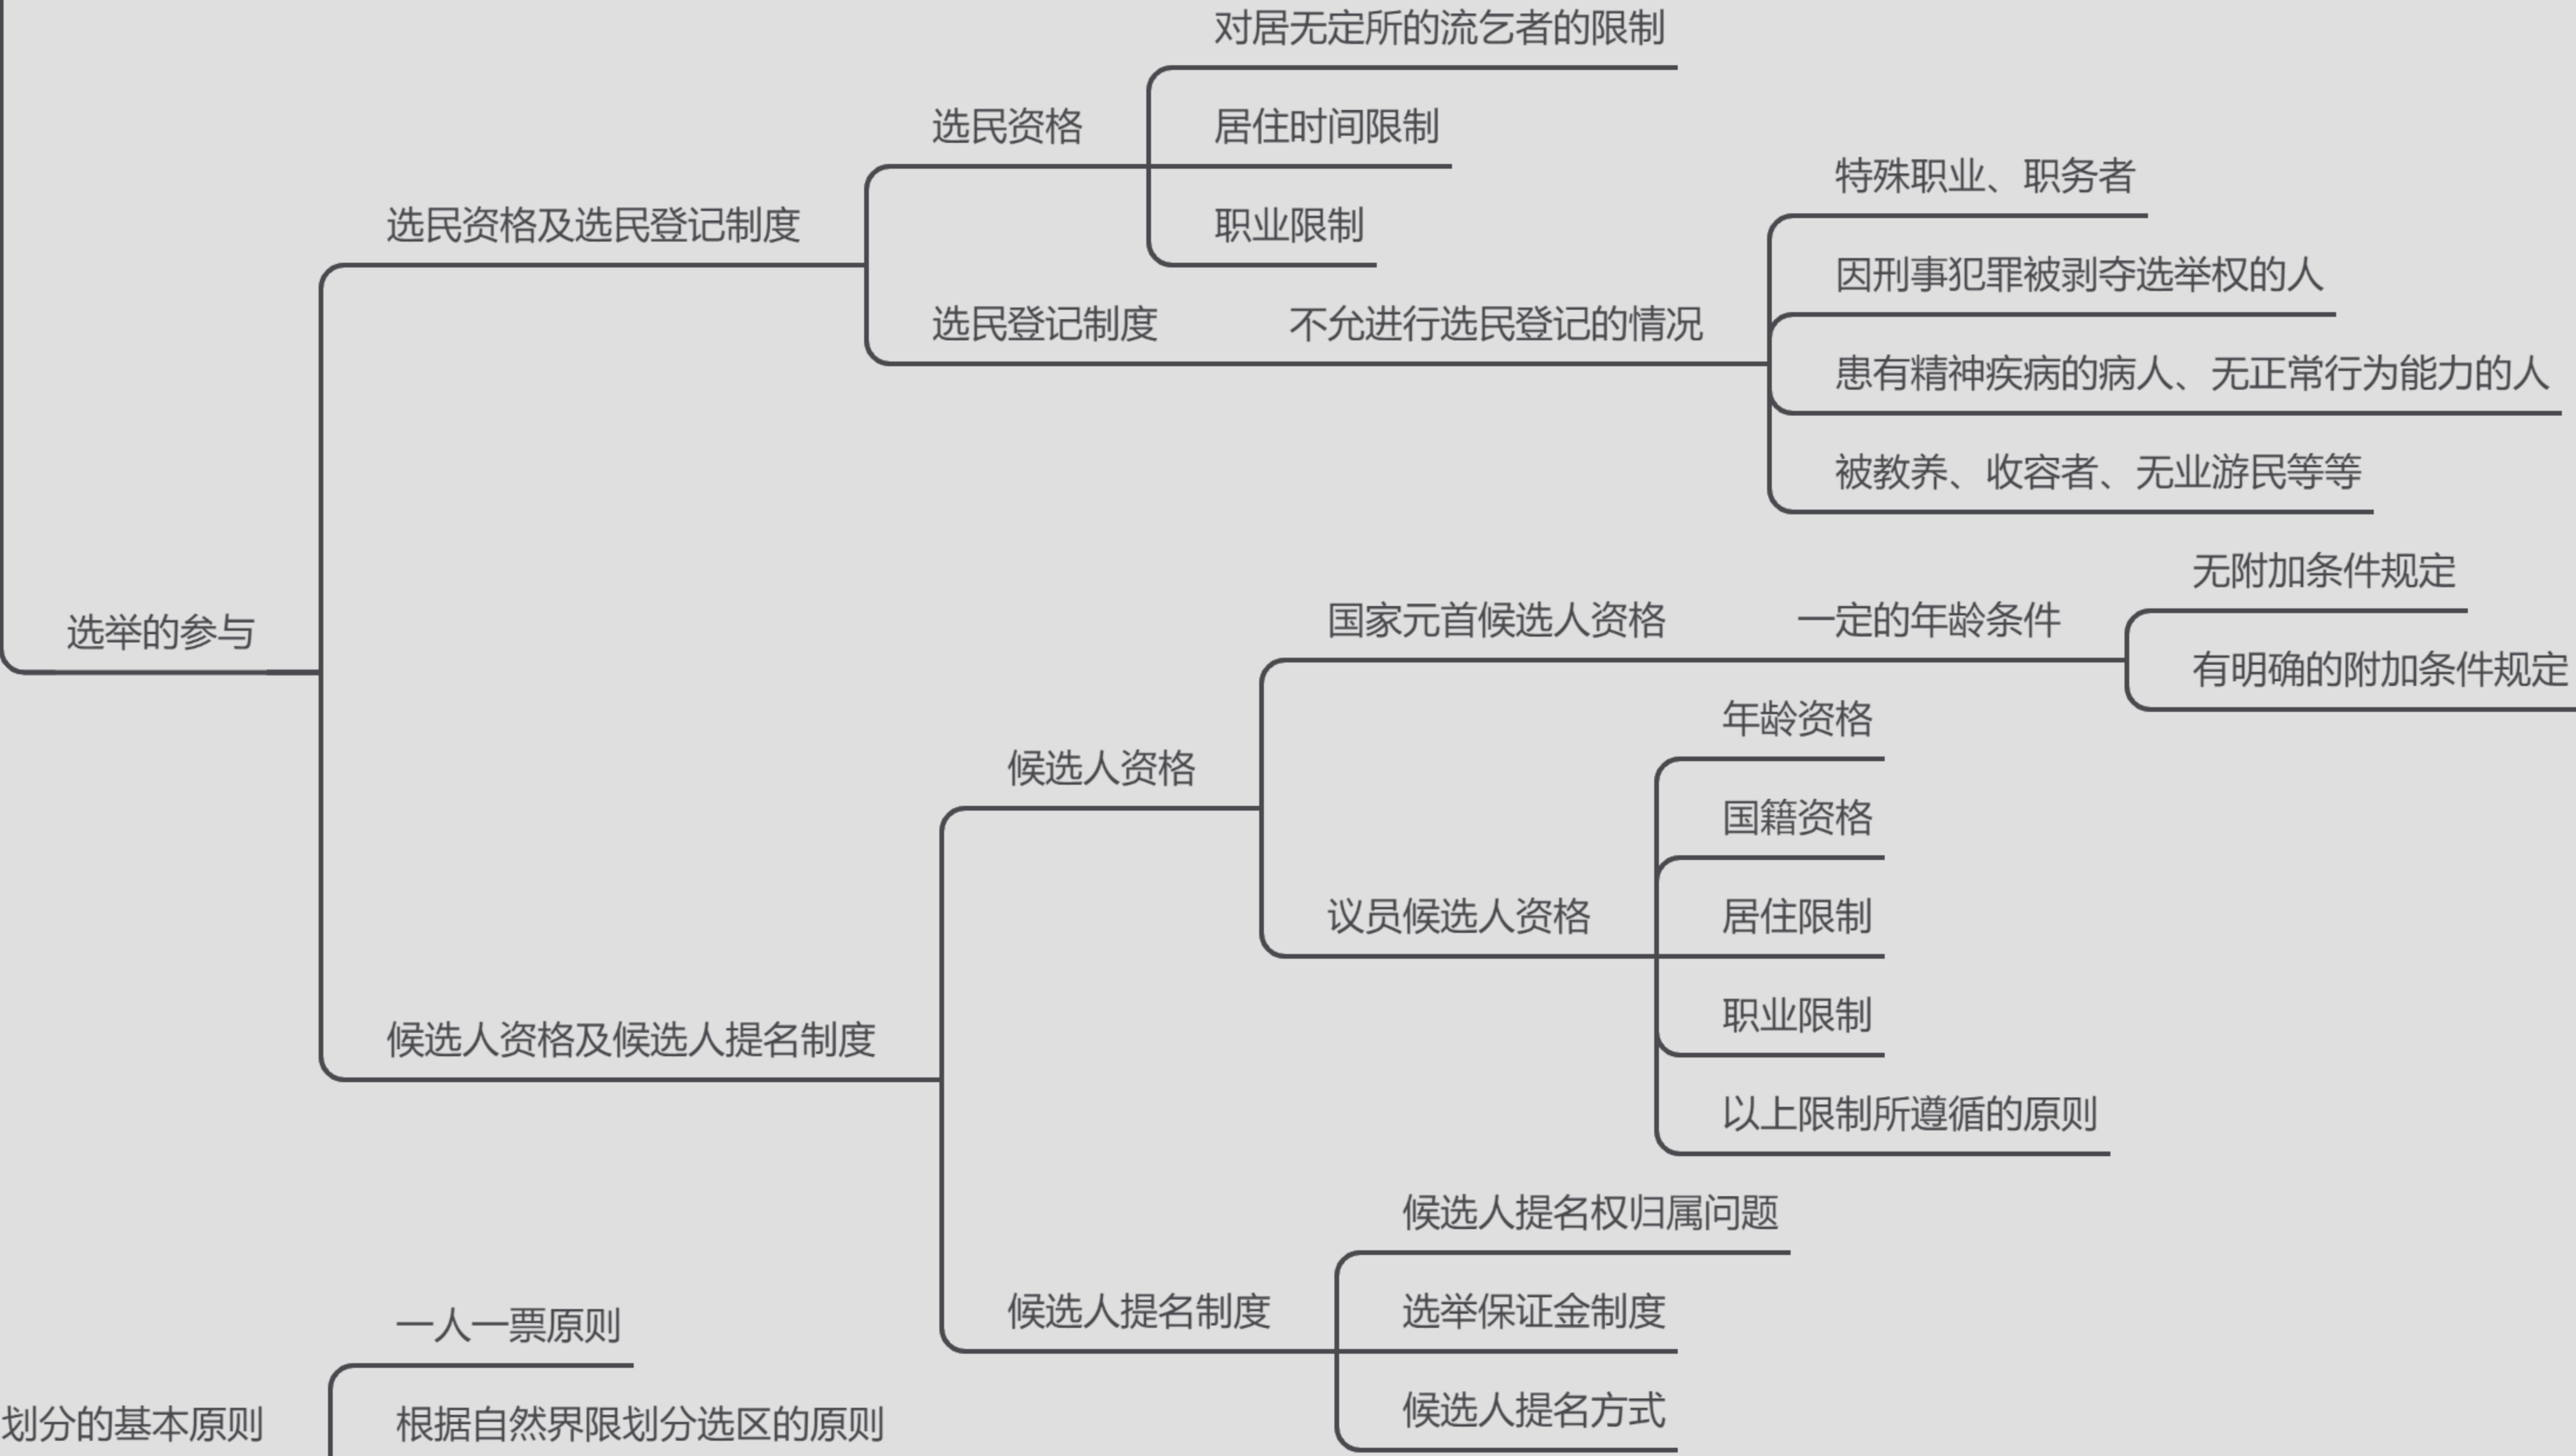 对居无定所的流乞者的限制
选民资格
居住时间限制
特殊职业、职务者
选民资格及选民登记制度
职业限制
因刑事犯罪被剥夺选举权的人
选民登记制度
不允进行选民登记的情况
患有精神疾病的病人、无正常行为能力的人
被教养、收容者、无业游民等等
无附加条件规定
选举的参与
国家元首候选人资格
一定的年龄条件
有明确的附加条件规定
年龄资格
候选人资格
国籍资格
议员候选人资格
居住限制
职业限制
候选人资格及候选人提名制度
以上限制所遵循的原则
候选人提名权归属问题
候选人提名制度
选举保证金制度
一人一票原则
候选人提名方式
划分的基本原则
根据自然界限划分选区的原则